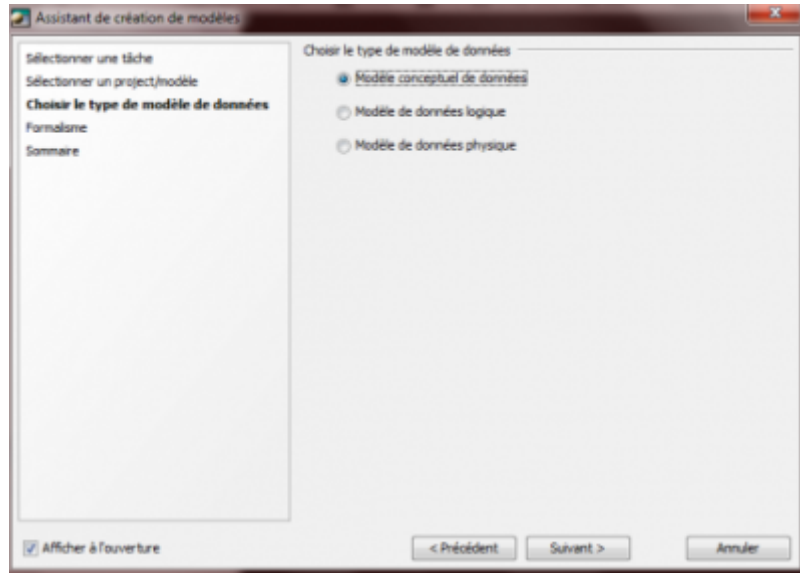 Assistant de création de modèles
Sélectionner une tâche
Sélectionner un project/modèle
Choisir le type de modèle de données
Formalisme
Sommaire
Choisir le type de modèle de données
Modèle conceptuel de données
Modèle de données logique
Modèle de données physique
Afficher à l'ouverture
< Précédent
Suivant >
Annuler